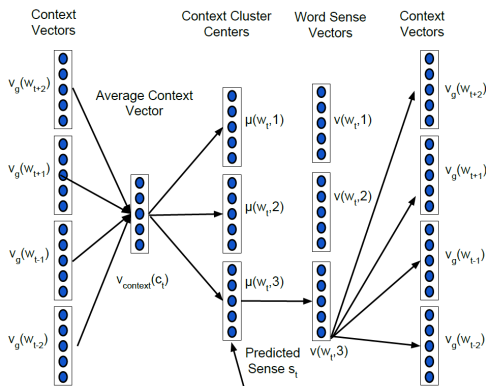 Context
Vectors
Context Cluster
Centers
Word Sense
Vectors
Context
Vectors
v_g(w_{t+2})
v_g(w_{t+1})
v_g(w_{t-1})
v_g(w_{t-2})
Average Context
Vector
v_{context}(c_t)
μ(w_t,1)
μ(w_t,2)
μ(w_t,3)
Predicted
Sense s_t
v(w_t,1)
v(w_t,2)
v(w_t,3)
v_g(w_{t+2})
v_g(w_{t+1})
v_g(w_{t-1})
v_g(w_{t-2})